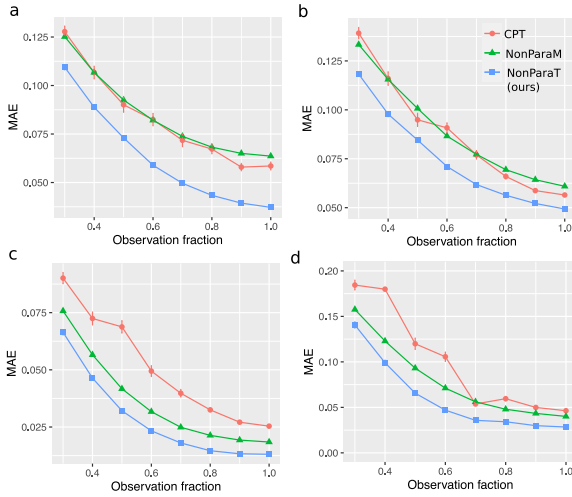 a
MAE
0.125
0.100
0.075
0.050
0.4
0.6
0.8
1.0
Observation fraction
b
MAE
0.125
0.100
0.075
0.050
0.4
0.6
0.8
1.0
Observation fraction
CPT
NonParaM
NonParaT
(ours)
c
MAE
0.075
0.050
0.025
0.4
0.6
0.8
1.0
Observation fraction
d
MAE
0.20
0.15
0.10
0.05
0.00
0.4
0.6
0.8
1.0
Observation faction